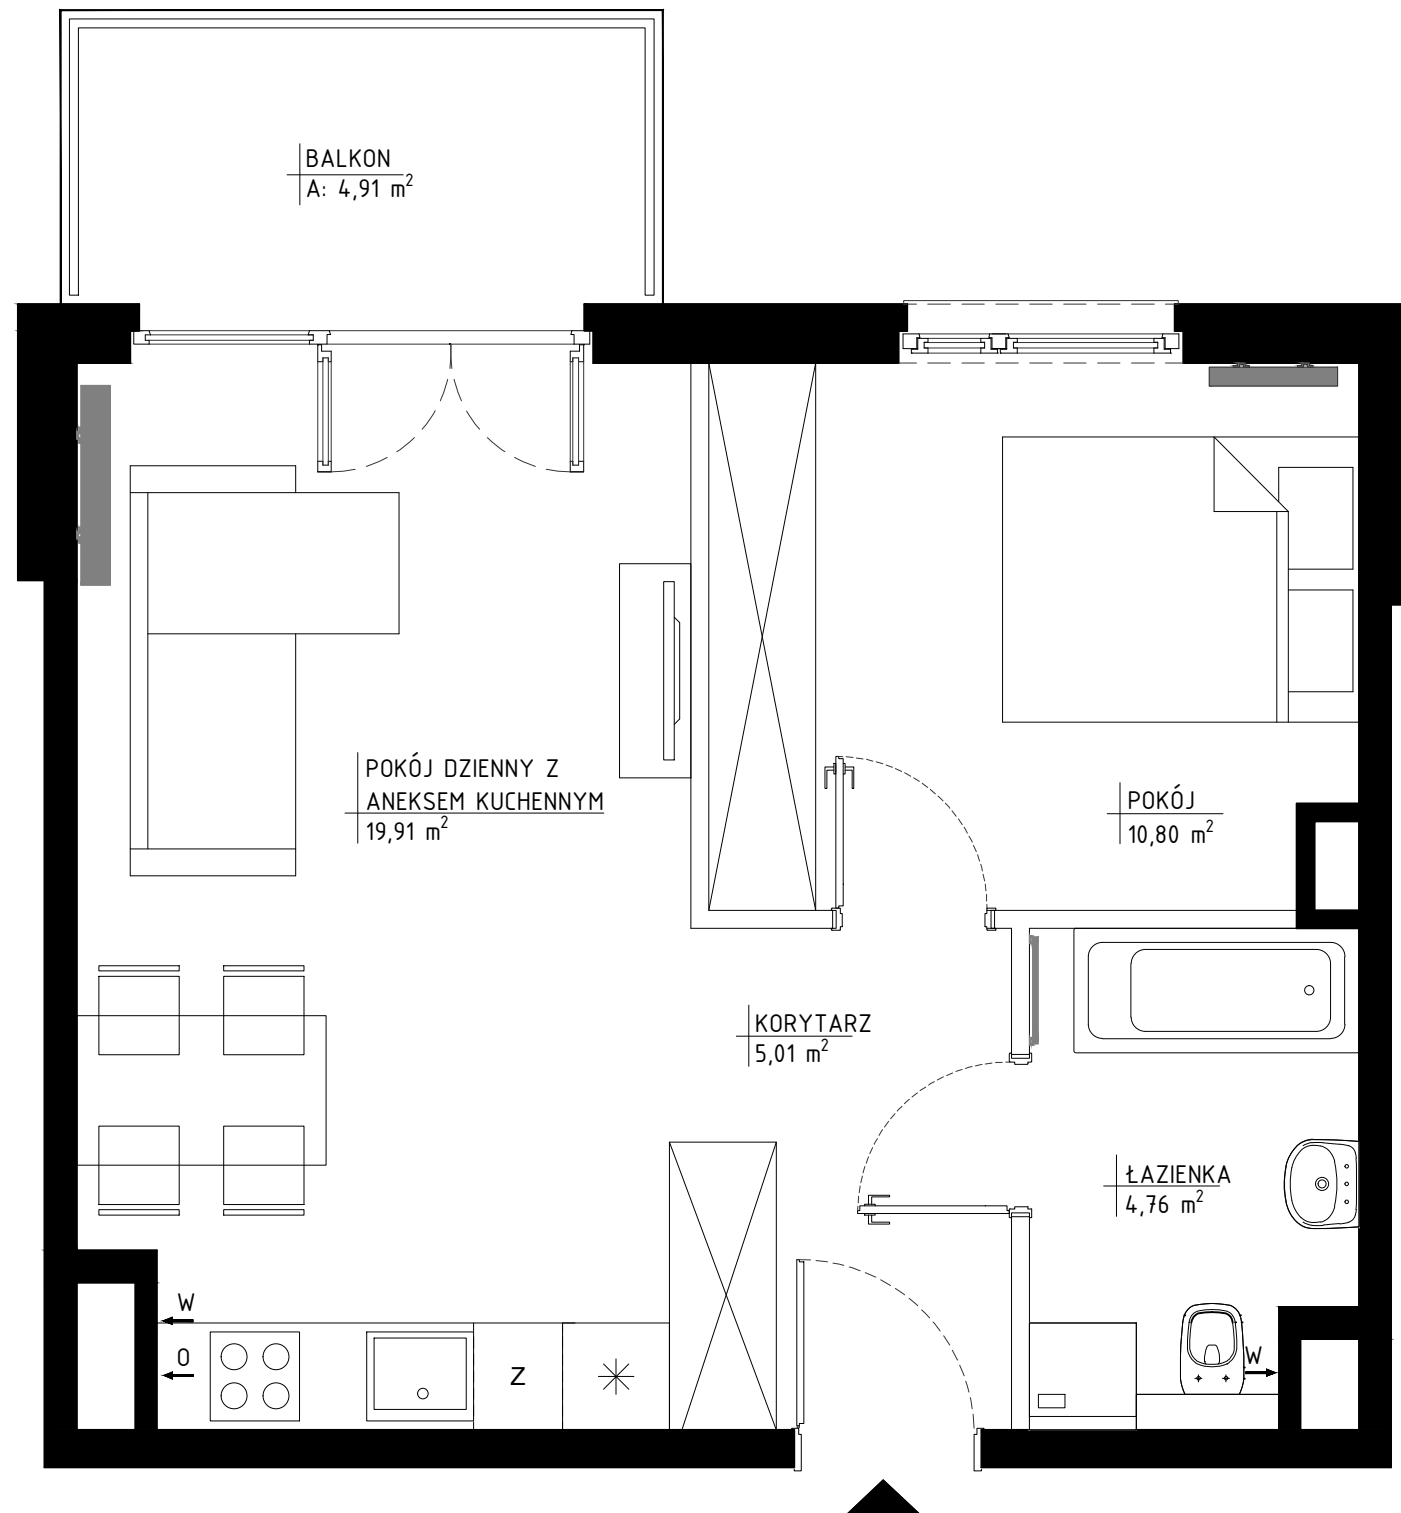 BALKON
A: 4,91 m²
POKÓJ DZIENNY Z
ANEKSEM KUCHENNYM
19,91 m²
POKÓJ
10,80 m²
KORYTARZ
5,01 m²
ŁAZIENKA
4,76 m²
W
O
Z
W